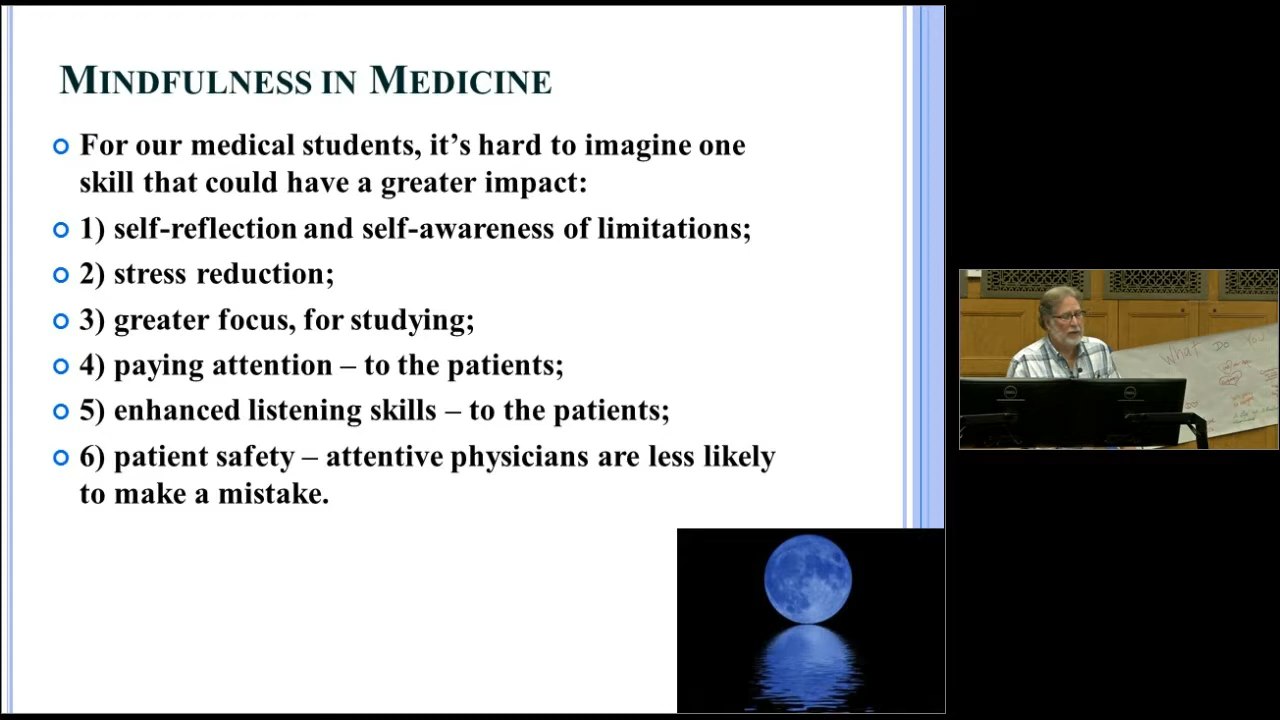 MINDFULNESS IN MEDICINE
For our medical students, it’s hard to imagine one
skill that could have a greater impact:
1) self-reflection and self-awareness of limitations;
2) stress reduction;
3) greater focus, for studying;
4) paying attention – to the patients;
5) enhanced listening skills – to the patients;
6) patient safety – attentive physicians are less likely
to make a mistake.
What Do You